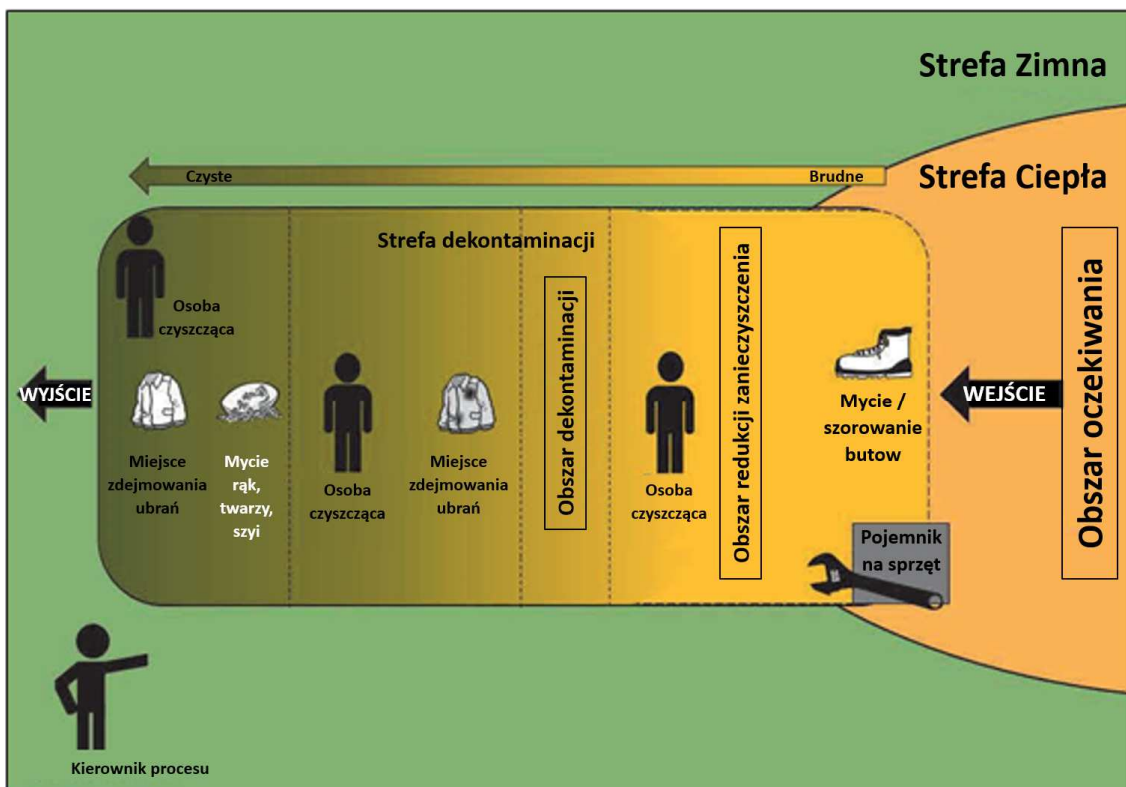 Strefa Zimna
Strefa Ciepła
Czyste
Brudne
Strefa dekontaminacji
Osoba
czyszcząca
WYJŚCIE
Miejsce
zdejmowania
ubrań
Mycie
rąk,
twarzy,
szyi
Osoba
czyszcząca
Miejsce
zdejmowania
ubrań
Obszar dekontaminacji
Osoba
czyszcząca
Obszar redukcji zanieczyszczenia
Mycie /
szorowanie
butow
Pojemnik
na sprzęt
WEJŚCIE
Obszar oczekiwania
Kierownik procesu